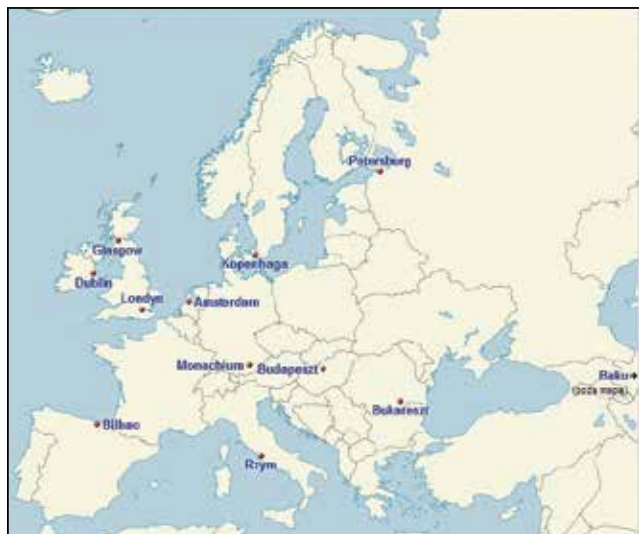 Petersburg
Glasgow
Kopenhaga
Dublin
Londyn
Amsterdam
Monachium
Budapeszt
Baku
(poza mapą)
Bukareszt
Bilbao
Rzym